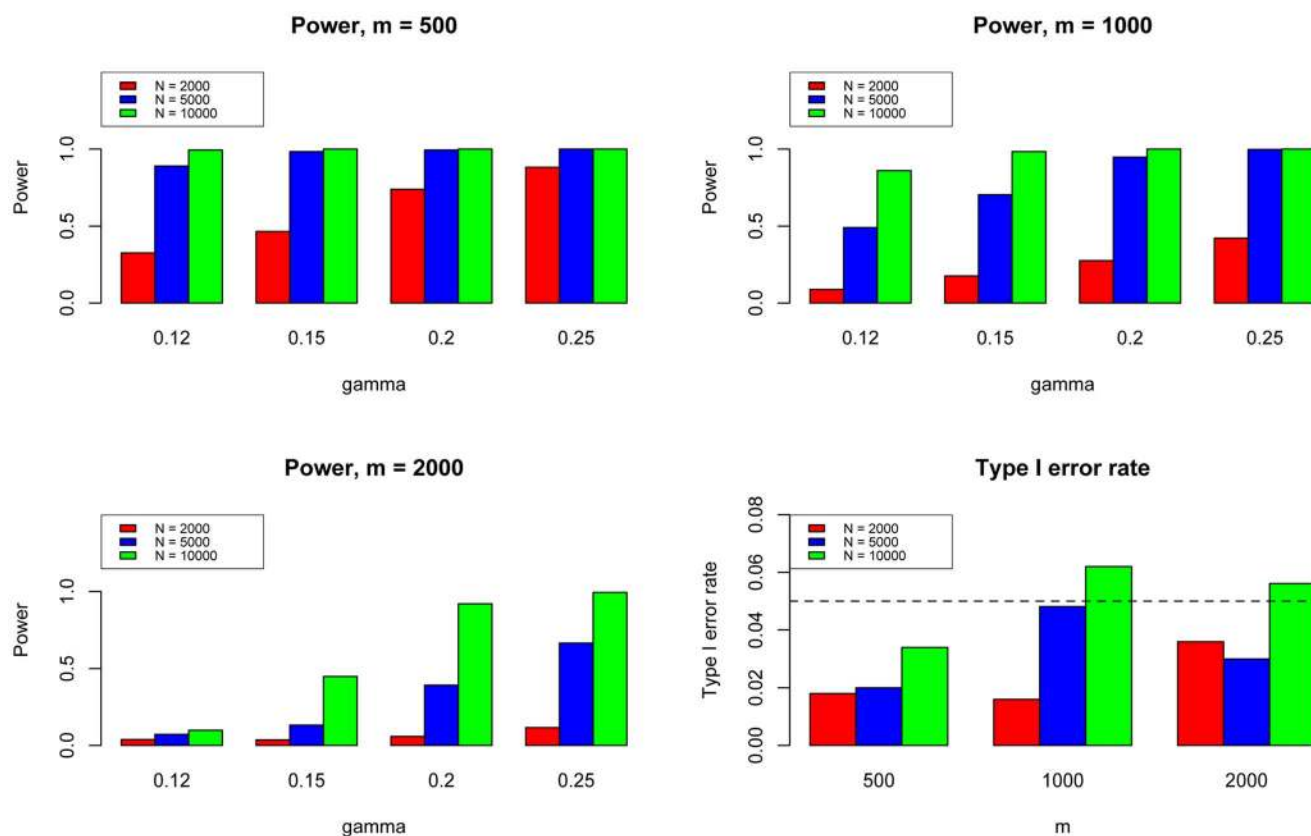 Power, m = 500
N = 2000
N = 5000
N = 10000
Power
0.0
0.5
1.0
0.12 0.15 0.2 0.25
gamma
Power, m = 1000
N = 2000
N = 5000
N = 10000
Power
0.0
0.5
1.0
0.12 0.15 0.2 0.25
gamma
Power, m = 2000
N = 2000
N = 5000
N = 10000
Power
0.0
0.5
1.0
0.12 0.15 0.2 0.25
gamma
Type I error rate
N = 2000
N = 5000
N = 10000
Type I error rate
0.00
0.02
0.04
0.06
0.08
500 1000 2000
m